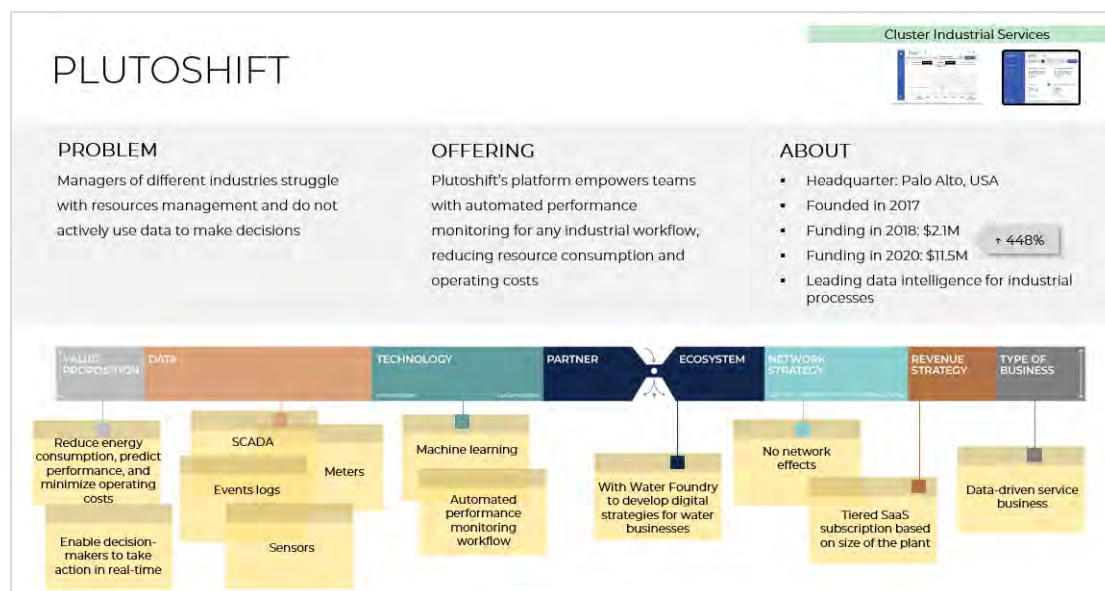 Cluster Industrial Services
PLUTOSHIFT
PROBLEM
Managers of different industries struggle
with resources management and do not
actively use data to make decisions
OFFERING
Plutoshift's platform empowers teams
with automated performance
monitoring for any industrial workflow,
reducing resource consumption and
operating costs
ABOUT
▪ Headquarter: Palo Alto, USA
▪ Founded in 2017
▪ Funding in 2018: $2.1M
▪ Funding in 2020: $11.5M
▪ Leading data intelligence for industrial
processes
↑ 448%
VALUE
PROPOSITION
DATA
TECHNOLOGY
PARTNER
ECOSYSTEM
NETWORK
STRATEGY
REVENUE
STRATEGY
TYPE OF
BUSINESS
Reduce energy
consumption, predict
performance, and
minimize operating
costs
Enable decision-
makers to take
action in real-time
SCADA
Meters
Events logs
Sensors
Machine learning
Automated
performance
monitoring
workflow
With Water Foundry
to develop digital
strategies for water
businesses
No network
effects
Tiered SaaS
subscription based
on size of the plant
Data-driven service
business